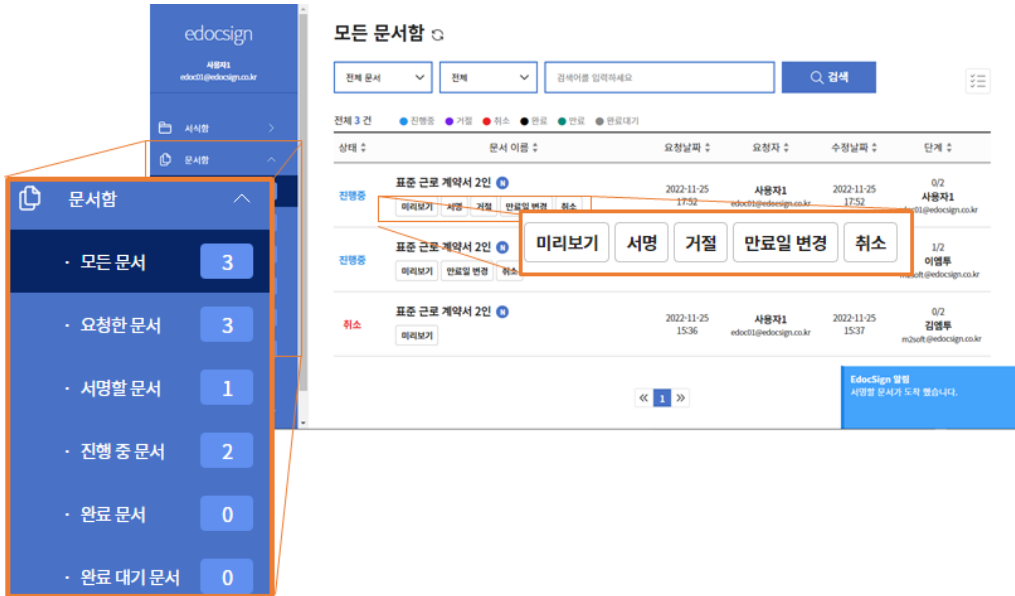 edocsign
사용자1
edoc01@edocsign.co.kr
서식함
문서함
문서함
· 모든 문서 3
· 요청한 문서 3
· 서명할 문서 1
· 진행 중 문서 2
· 완료 문서 0
· 완료 대기 문서 0
모든 문서함
전체 문서 전체 검색어를 입력하세요 검색
전체 3 건 진행중 거절 취소 완료 만료 완료대기
상태 문서 이름 요청날짜 요청자 수정날짜 단계
진행중 표준 근로 계약서 2인 N
미리보기 서명 거절 만료일 변경 취소
2022-11-25
17:52
사용자1
edoc01@edocsign.co.kr
2022-11-25
17:52
0/2
사용자1
01@edocsign.co.kr
미리보기 서명 거절 만료일 변경 취소
진행중 표준 근로 계약서 2인 N
미리보기 만료일 변경 취소
1/2
이엠투
m2soft@edocsign.co.kr
취소 표준 근로 계약서 2인 N
미리보기
2022-11-25
15:36
사용자1
edoc01@edocsign.co.kr
2022-11-25
15:37
0/2
김엠투
m2soft@edocsign.co.kr
« 1 »
EdocSign 알림
서명할 문서가 도착 했습니다.